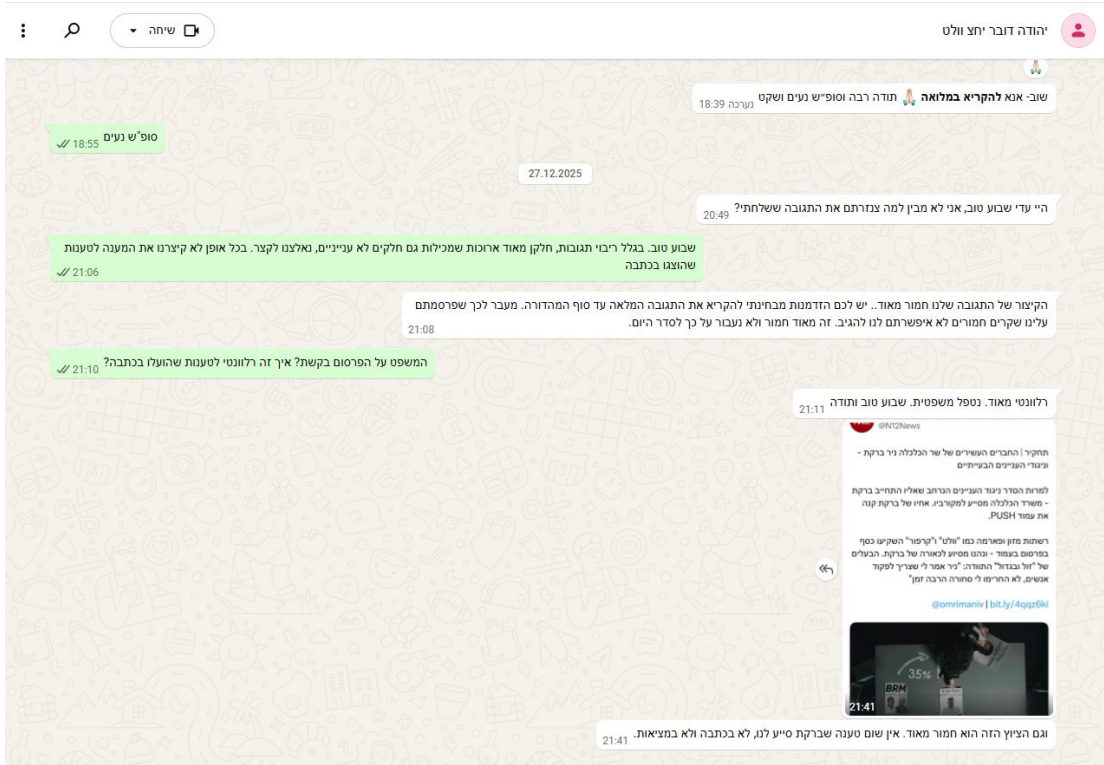 יהודה דובר יחצ וולט
שיחה
שוב- אנא להקריא במלואה 🙏🏻 תודה רבה וסופ״ש נעים ושקט
נערכה 18:39
סופ"ש נעים
18:55
27.12.2025
היי עדי שבוע טוב, אני לא מבין למה צנזרתם את התגובה ששלחתי?
20:49
שבוע טוב. בגלל ריבוי תגובות, חלקן מאוד ארוכות שמכילות גם חלקים לא ענייניים, נאלצנו לקצר. בכל אופן לא קיצרנו את המענה לטענות
שהוצגו בכתבה
21:06
הקיצור של התגובה שלנו חמור מאוד.. יש לכם הזדמנות מבחינתי להקריא את התגובה המלאה עד סוף המהדורה. מעבר לכך שפרסמתם
עלינו שקרים חמורים לא איפשרתם לנו להגיב. זה מאוד חמור ולא נעבור על כך לסדר היום.
21:08
המשפט על הפרסום בקשת? איך זה רלוונטי לטענות שהועלו בכתבה?
21:10
רלוונטי מאוד. נטפל משפטית. שבוע טוב ותודה
21:11
@N12News
תחקיר | החברים העשירים של שר הכלכלה ניר ברקת -
וניגודי העניינים הבעייתיים
למרות הסדר ניגוד העניינים הנרחב שאליו התחייב ברקת
- משרד הכלכלה מסייע למקורביו. אחיו של ברקת קנה
את עמוד PUSH.
רשתות מזון ופארמה כמו "וולט" ו"קרפור" השקיעו כסף
בפרסום בעמוד - ונהנו מסיוע לכאורה של ברקת. הבעלים
של "זול ובגדול" התוודה: "ניר אמר לי שצריך לפקוד
אנשים, לא החרימו לי סחורה הרבה זמן"
@omrimaniv | bit.ly/4qqz6ki
35%
BRM
21:41
וגם הציוץ הזה הוא חמור מאוד. אין שום טענה שברקת סייע לנו, לא בכתבה ולא במציאות.
21:41